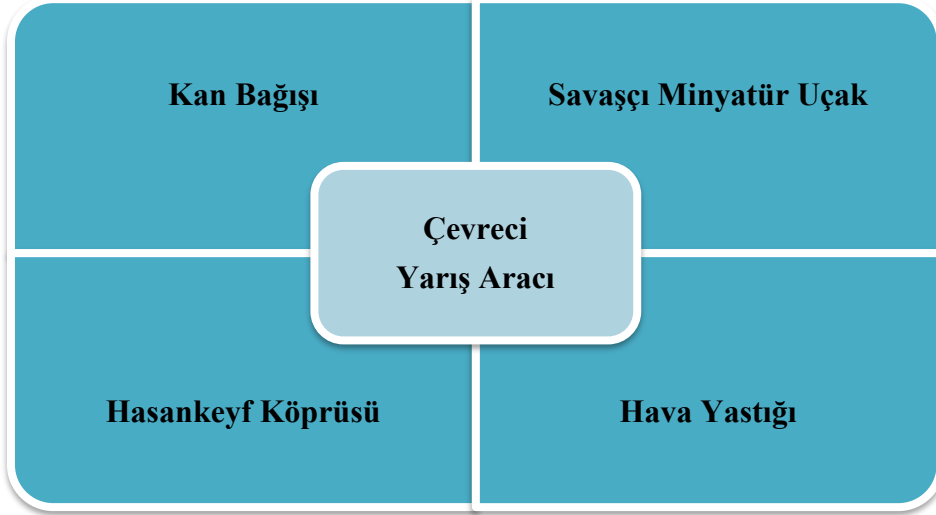 Kan Bağışı
Savaşçı Minyatür Uçak
Çevreci
Yarış Aracı
Hasankeyf Köprüsü
Hava Yastığı